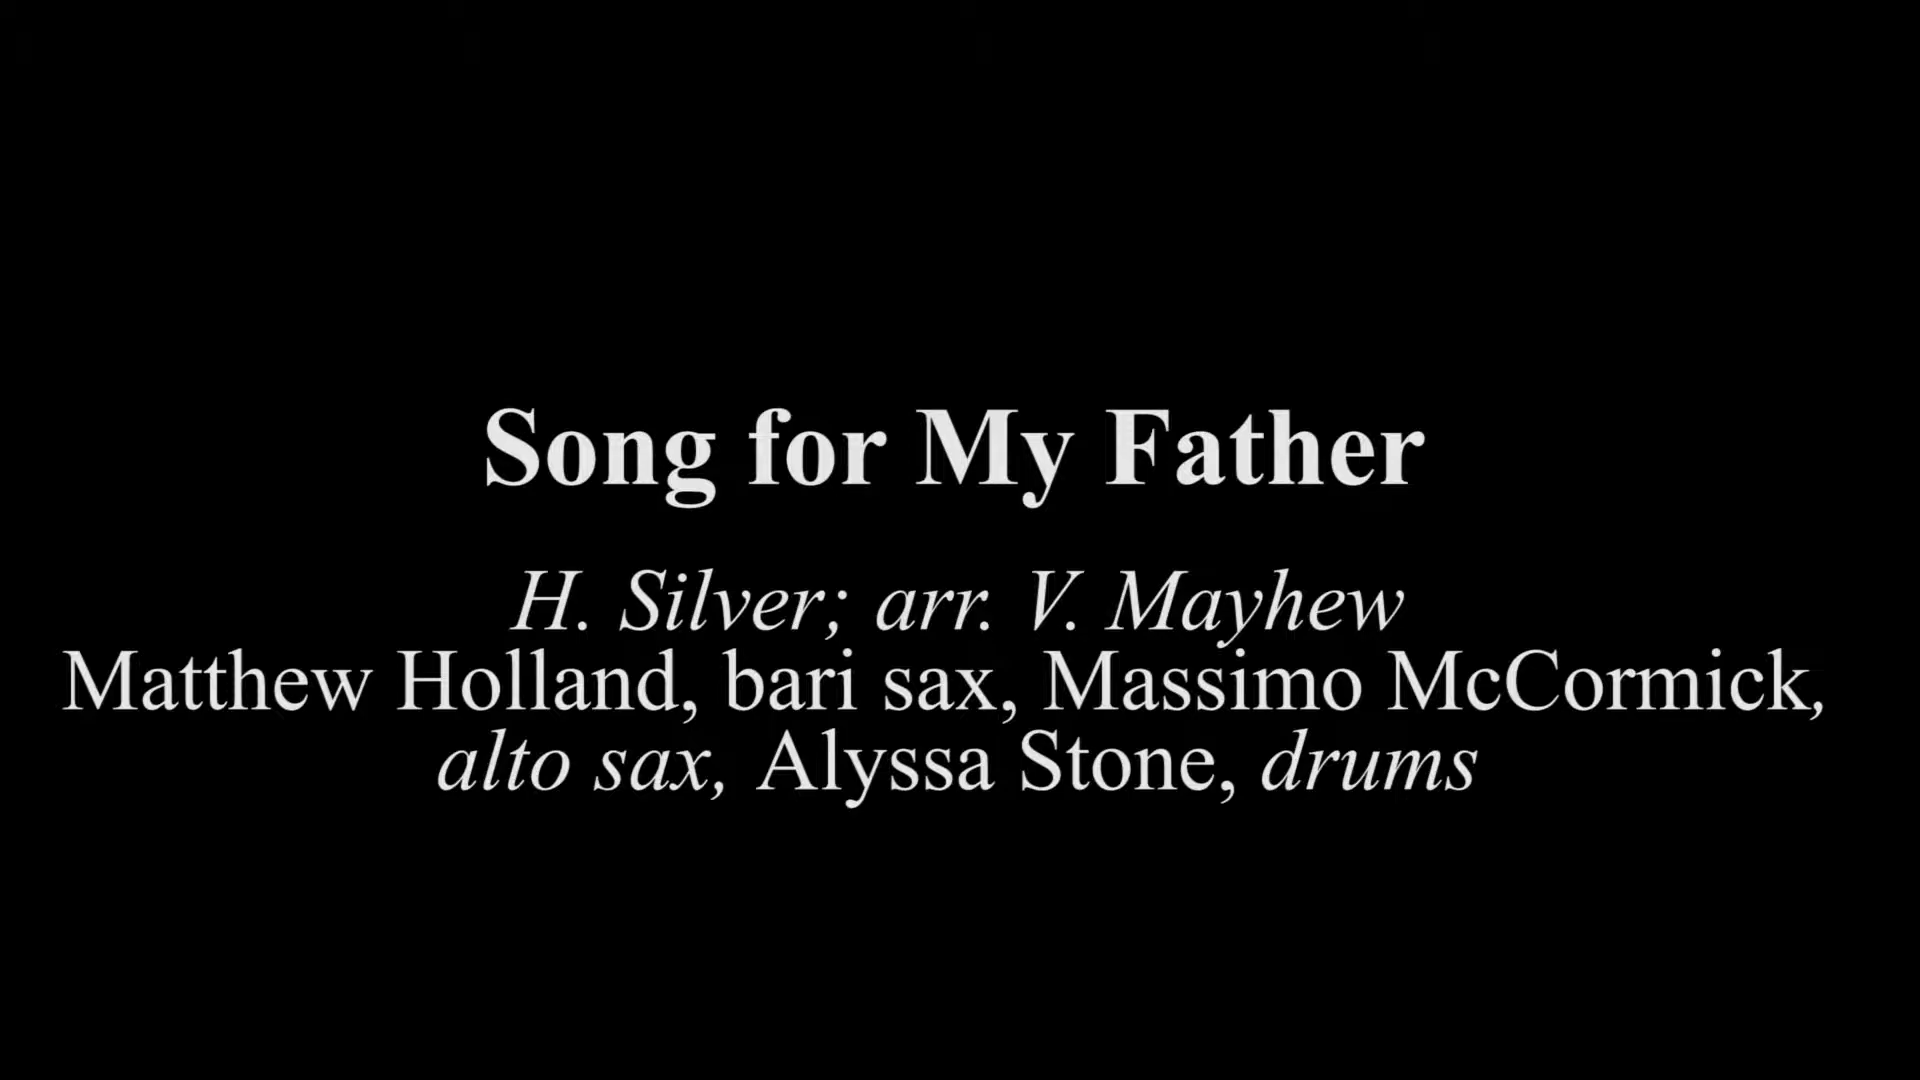 Song for My Father
H. Silver; arr. V. Mayhew
Matthew Holland, bari sax, Massimo McCormick,
alto sax, Alyssa Stone, drums